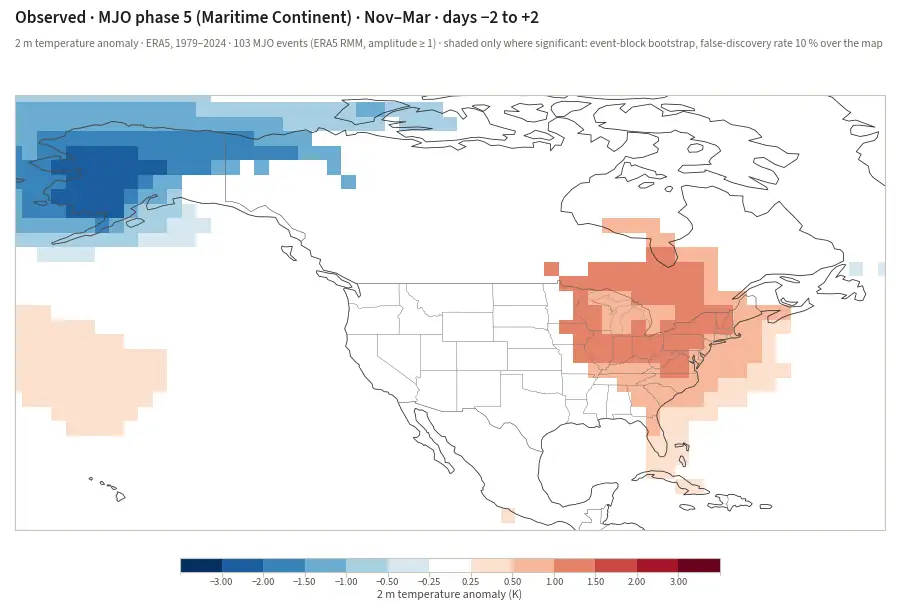 Observed · MJO phase 5 (Maritime Continent) · Nov–Mar · days −2 to +2
2 m temperature anomaly · ERA5, 1979–2024 · 103 MJO events (ERA5 RMM, amplitude ≥ 1) · shaded only where significant: event-block bootstrap, false-discovery rate 10 % over the map
−3.00 −2.00 −1.50 −1.00 −0.50 −0.25 0.25 0.50 1.00 1.50 2.00 3.00
2 m temperature anomaly (K)